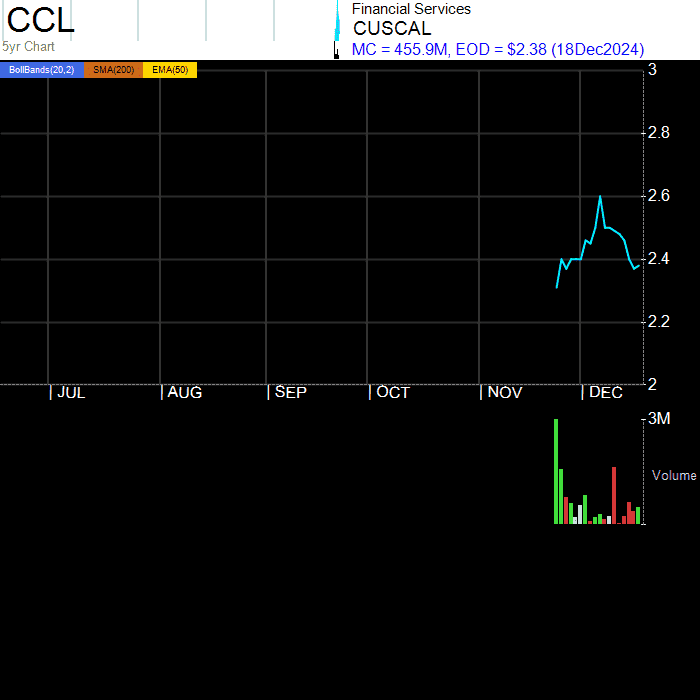 CCL
5yr Chart
Financial Services
CUSCAL
MC = 455.9M, EOD = $2.38 (18Dec2024)
BollBands(20,2) SMA(200) EMA(50)
3
2.8
2.6
2.4
2.2
2
| JUL | AUG | SEP | OCT | NOV | DEC
3M
Volume